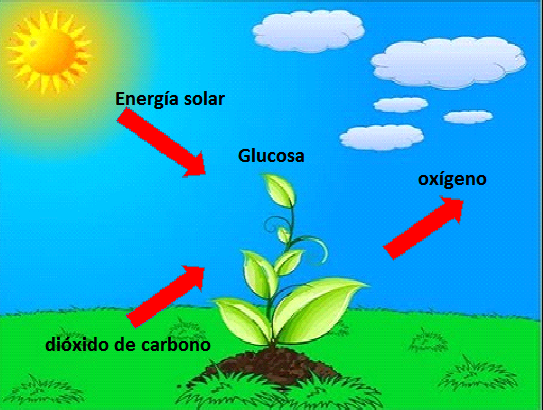 Energía solar
Glucosa
oxígeno
dióxido de carbono